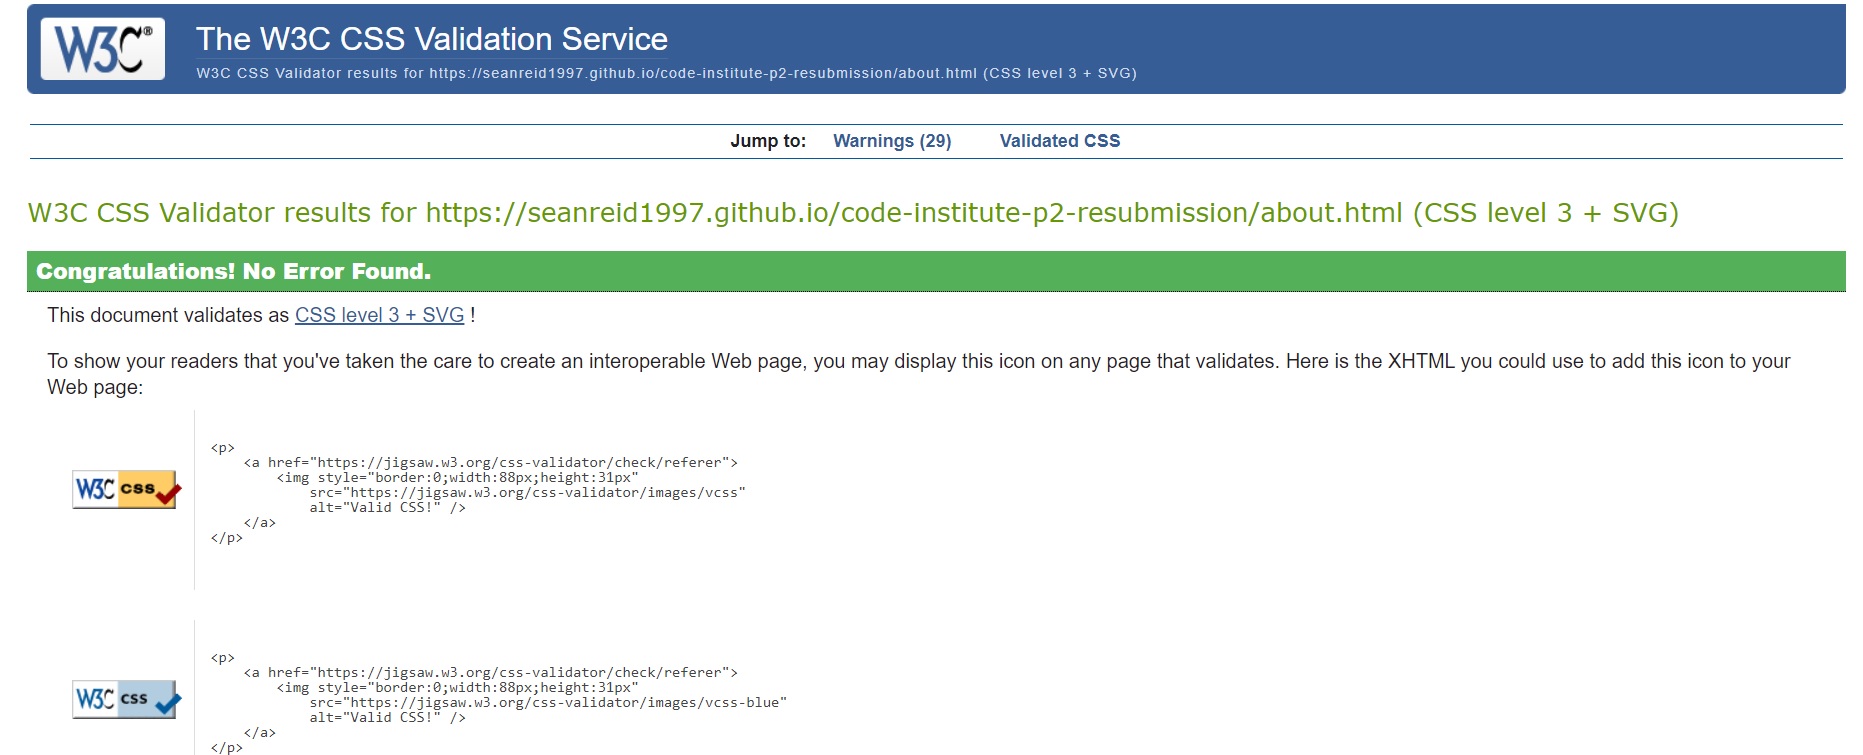 W3C®
The W3C CSS Validation Service
W3C CSS Validator results for https://seanreid1997.github.io/code-institute-p2-resubmission/about.html (CSS level 3 + SVG)
Jump to: Warnings (29) Validated CSS
W3C CSS Validator results for https://seanreid1997.github.io/code-institute-p2-resubmission/about.html (CSS level 3 + SVG)
Congratulations! No Error Found.
This document validates as CSS level 3 + SVG !
To show your readers that you've taken the care to create an interoperable Web page, you may display this icon on any page that validates. Here is the XHTML you could use to add this icon to your
Web page:
W3C css
<p>
    <a href="https://jigsaw.w3.org/css-validator/check/referer">
        <img style="border:0;width:88px;height:31px"
            src="https://jigsaw.w3.org/css-validator/images/vcss"
            alt="Valid CSS!" />
    </a>
</p>
W3C css
<p>
    <a href="https://jigsaw.w3.org/css-validator/check/referer">
        <img style="border:0;width:88px;height:31px"
            src="https://jigsaw.w3.org/css-validator/images/vcss-blue"
            alt="Valid CSS!" />
    </a>
</p>